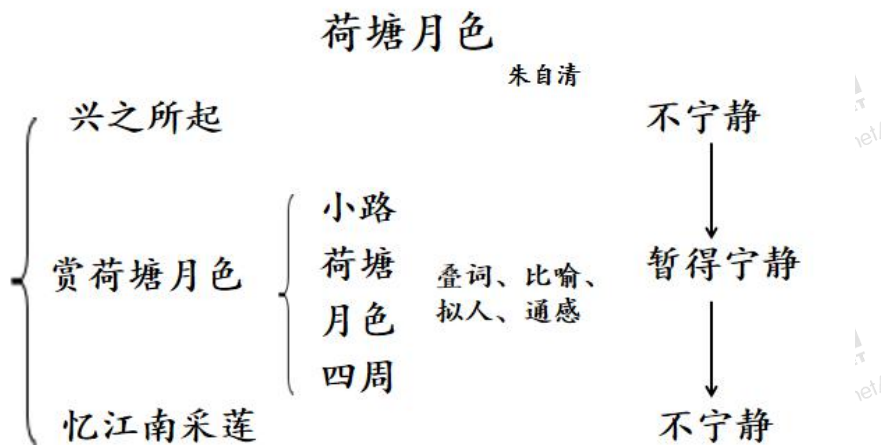 荷塘月色
朱自清
兴之所起
不宁静
小路
赏荷塘月色
荷塘
叠词、比喻、
暂得宁静
月色
拟人、通感
四周
忆江南采莲
不宁静